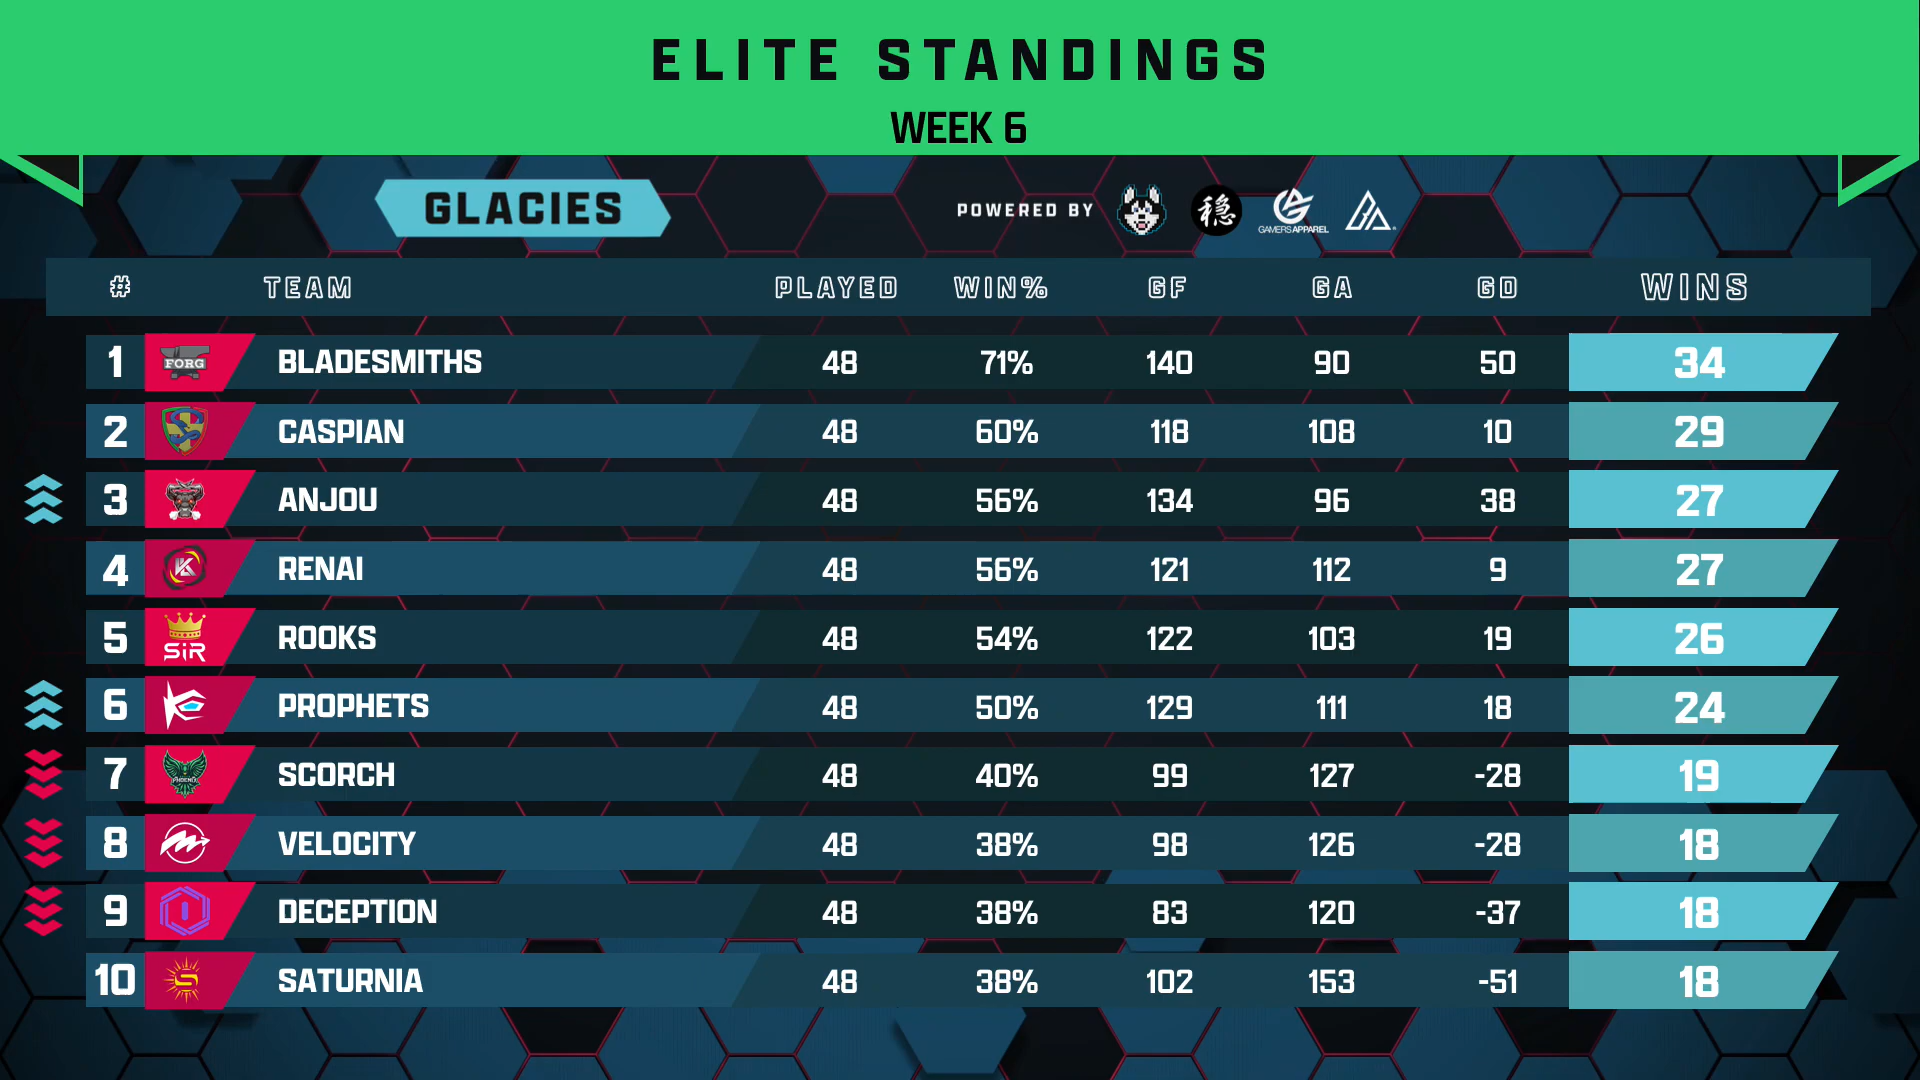 ELITE STANDINGS
WEEK 6
GLACIES
POWERED BY 稳 GAMERS APPAREL
# TEAM PLAYED WIN% GF GA GD WINS
1 FORG BLADESMITHS 48 71% 140 90 50 34
2 CASPIAN 48 60% 118 108 10 29
3 ANJOU 48 56% 134 96 38 27
4 RENAI 48 56% 121 112 9 27
5 SIR ROOKS 48 54% 122 103 19 26
6 PROPHETS 48 50% 129 111 18 24
7 SCORCH 48 40% 99 127 -28 19
8 VELOCITY 48 38% 98 126 -28 18
9 DECEPTION 48 38% 83 120 -37 18
10 S SATURNIA 48 38% 102 153 -51 18